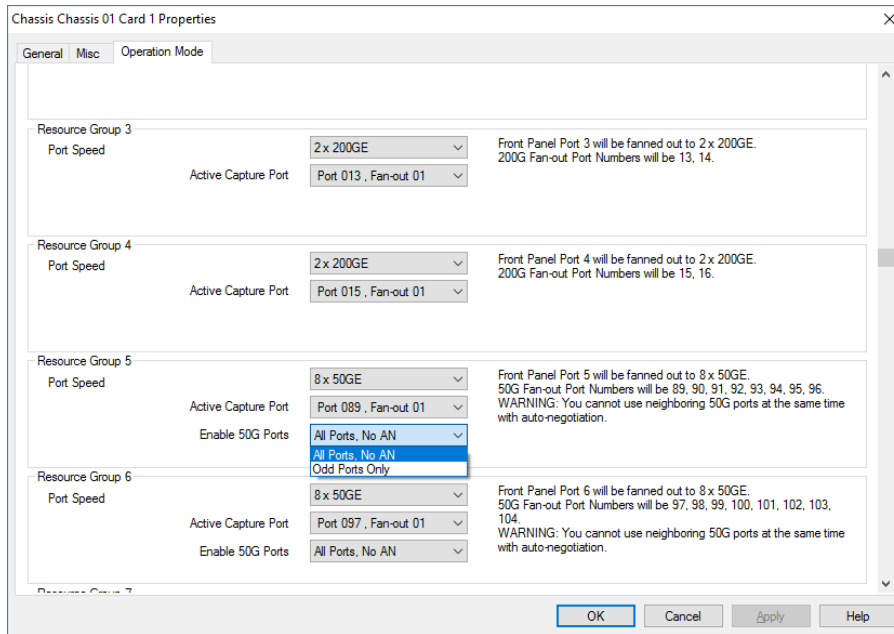 Chassis Chassis 01 Card 1 Properties
General Misc Operation Mode
Resource Group 3
Port Speed
2 x 200GE
Front Panel Port 3 will be fanned out to 2 x 200GE.
200G Fan-out Port Numbers will be 13, 14.
Active Capture Port
Port 013 , Fan-out 01
Resource Group 4
Port Speed
2 x 200GE
Front Panel Port 4 will be fanned out to 2 x 200GE.
200G Fan-out Port Numbers will be 15, 16.
Active Capture Port
Port 015 , Fan-out 01
Resource Group 5
Port Speed
8 x 50GE
Front Panel Port 5 will be fanned out to 8 x 50GE.
50G Fan-out Port Numbers will be 89, 90, 91, 92, 93, 94, 95, 96.
WARNING: You cannot use neighboring 50G ports at the same time
with auto-negotiation.
Active Capture Port
Port 089 , Fan-out 01
Enable 50G Ports
All Ports, No AN
All Ports, No AN
Odd Ports Only
Resource Group 6
Port Speed
8 x 50GE
Front Panel Port 6 will be fanned out to 8 x 50GE.
50G Fan-out Port Numbers will be 97, 98, 99, 100, 101, 102, 103,
104.
WARNING: You cannot use neighboring 50G ports at the same time
with auto-negotiation.
Active Capture Port
Port 097 , Fan-out 01
Enable 50G Ports
All Ports, No AN
Resource Group 7
OK Cancel Apply Help